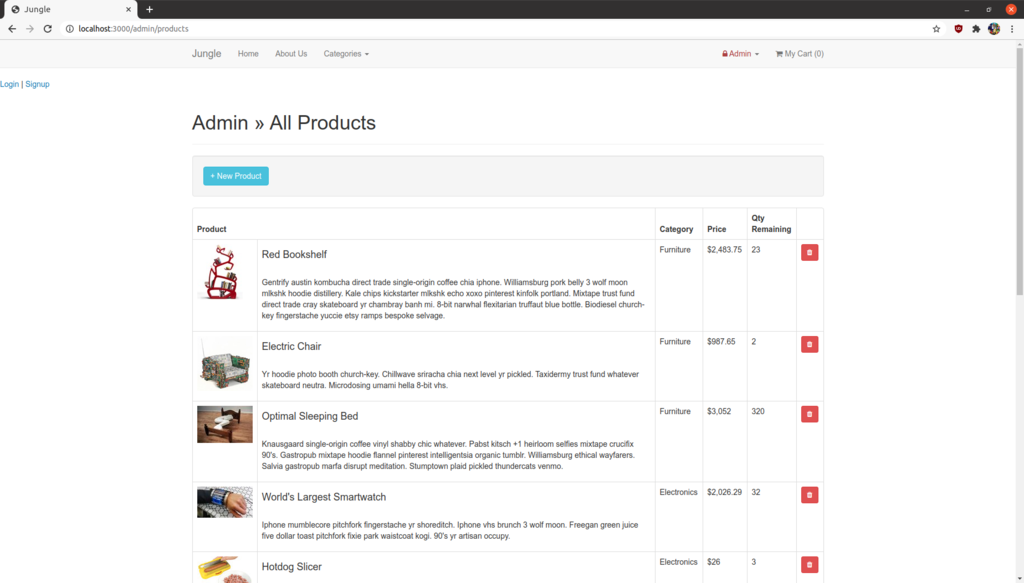 Jungle
localhost:3000/admin/products
Jungle Home About Us Categories Admin My Cart (0)
Login | Signup
Admin » All Products
+ New Product
Product Category Price Qty Remaining
Red Bookshelf Furniture $2,483.75 23
Gentrify austin kombucha direct trade single-origin coffee chia iphone. Williamsburg pork belly 3 wolf moon
mlkshk hoodie distillery. Kale chips kickstarter mlkshk echo xoxo pinterest kinfolk portland. Mixtape trust fund
direct trade cray skateboard yr chambray banh mi. 8-bit narwhal flexitarian truffaut blue bottle. Biodiesel church-
key fingerstache yuccie etsy ramps bespoke selvage.
Electric Chair Furniture $987.65 2
Yr hoodie photo booth church-key. Chillwave sriracha chia next level yr pickled. Taxidermy trust fund whatever
skateboard neutra. Microdosing umami hella 8-bit vhs.
Optimal Sleeping Bed Furniture $3,052 320
Knausgaard single-origin coffee vinyl shabby chic whatever. Pabst kitsch +1 heirloom selfies mixtape crucifix
90's. Gastropub mixtape hoodie flannel pinterest intelligentsia organic tumblr. Williamsburg ethical wayfarers.
Salvia gastropub marfa disrupt meditation. Stumptown plaid pickled thundercats venmo.
World's Largest Smartwatch Electronics $2,026.29 32
Iphone mumblecore pitchfork fingerstache yr shoreditch. Iphone vhs brunch 3 wolf moon. Freegan green juice
five dollar toast pitchfork fixie park waistcoat kogi. 90's yr artisan occupy.
Hotdog Slicer Electronics $26 3